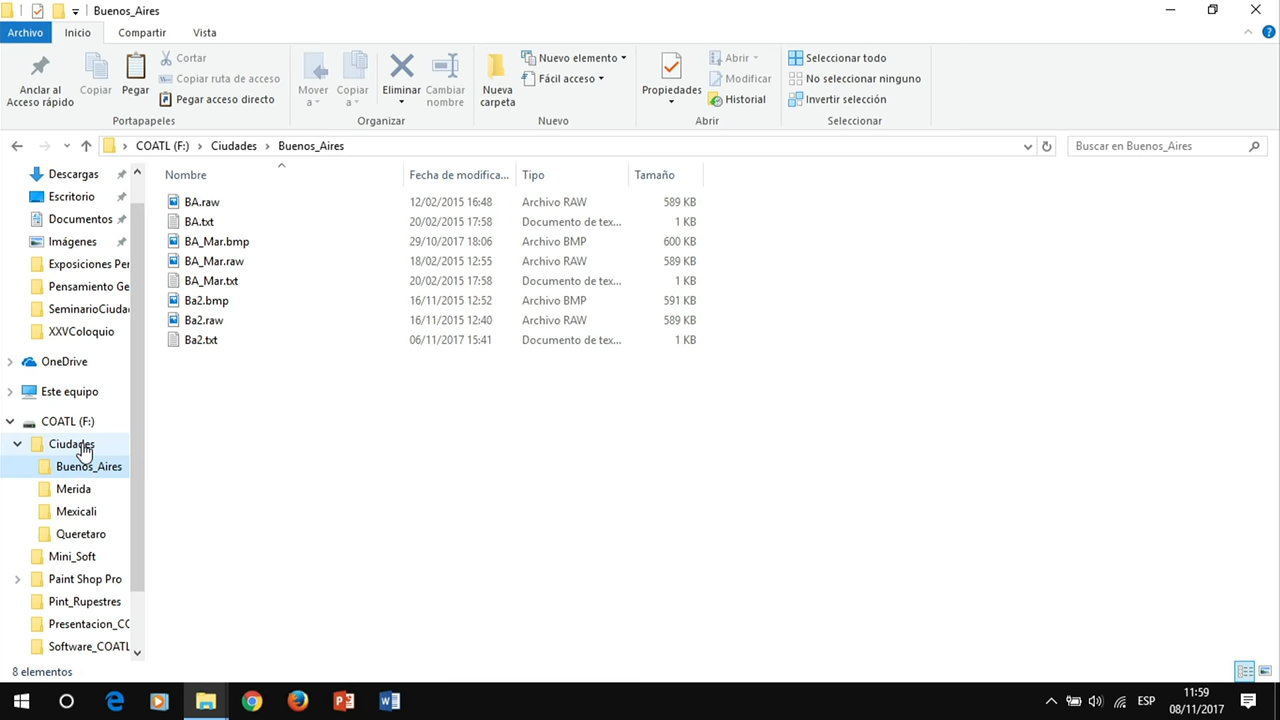 Buenos_Aires
Archivo
Inicio
Compartir
Vista
Anclar al
Acceso rápido
Copiar
Pegar
Cortar
Copiar ruta de acceso
Pegar acceso directo
Portapapeles
Mover
a
Copiar
a
Eliminar
Cambiar
nombre
Organizar
Nueva
carpeta
Nuevo elemento
Fácil acceso
Nuevo
Propiedades
Abrir
Modificar
Historial
Abrir
Seleccionar todo
No seleccionar ninguno
Invertir selección
Seleccionar
COATL (F:) > Ciudades > Buenos_Aires
Buscar en Buenos_Aires
Descargas
Escritorio
Documentos
Imágenes
Exposiciones Per
Pensamiento Ge
SeminarioCiuda
XXVColoquio
OneDrive
Este equipo
COATL (F:)
Ciudades
Buenos_Aires
Merida
Mexicali
Queretaro
Mini_Soft
Paint Shop Pro
Pint_Rupestres
Presentacion_CO
Software_COATL
Nombre Fecha de modifica... Tipo Tamaño
BA.raw 12/02/2015 16:48 Archivo RAW 589 KB
BA.txt 20/02/2015 17:58 Documento de tex... 1 KB
BA_Mar.bmp 29/10/2017 18:06 Archivo BMP 600 KB
BA_Mar.raw 18/02/2015 12:55 Archivo RAW 589 KB
BA_Mar.txt 20/02/2015 17:58 Documento de tex... 1 KB
Ba2.bmp 16/11/2015 12:52 Archivo BMP 591 KB
Ba2.raw 16/11/2015 12:40 Archivo RAW 589 KB
Ba2.txt 06/11/2017 15:41 Documento de tex... 1 KB
8 elementos
ESP
11:59
08/11/2017